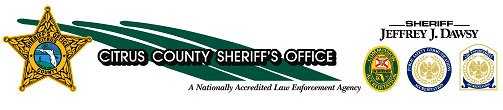 CITRUS COUNTY SHERIFF'S OFFICE
A Nationally Accredited Law Enforcement Agency
SHERIFF
JEFFREY J. DAWSY